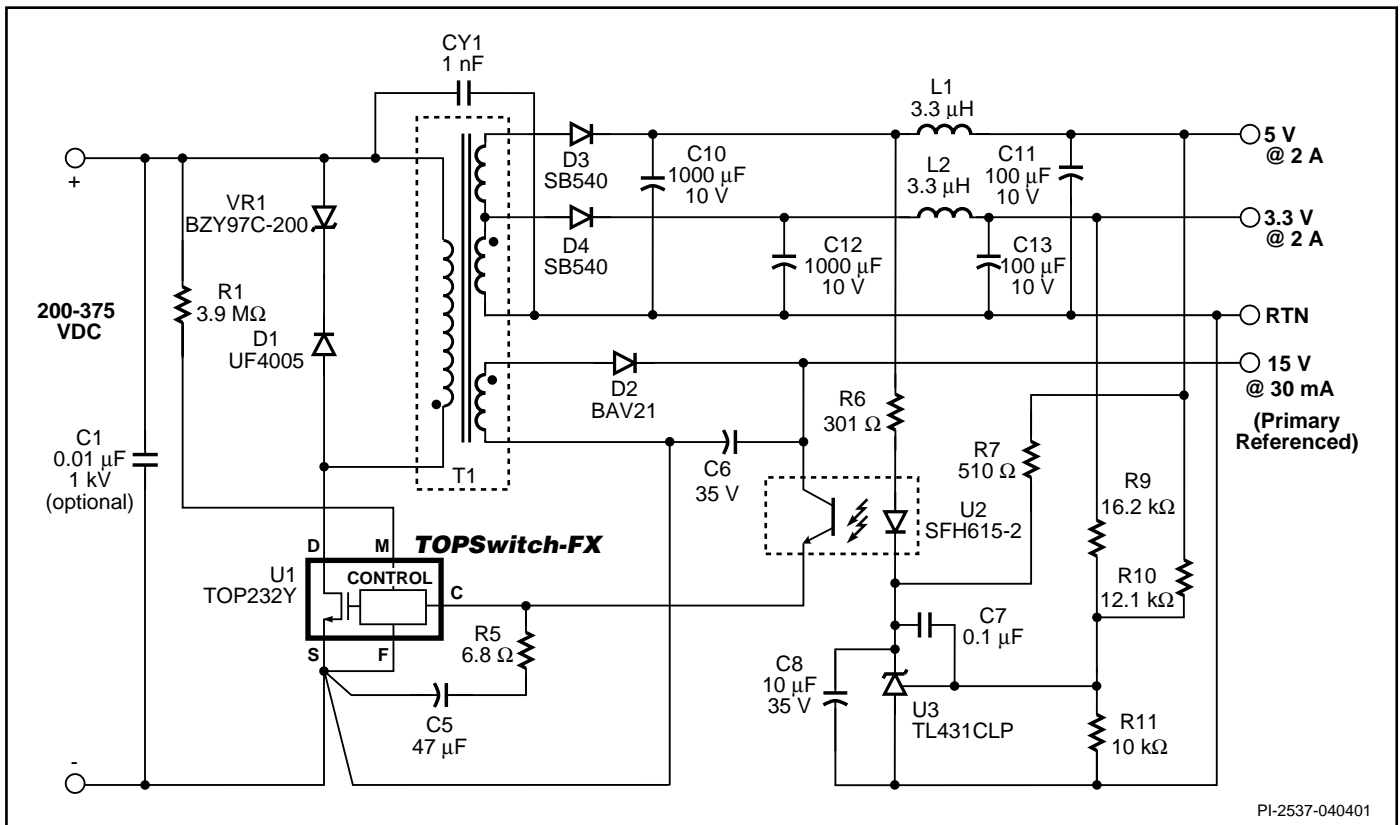 CY1
1 nF
L1
3.3 µH
5 V
@ 2 A
+
VR1
BZY97C-200
D3
SB540
C10
1000 µF
10 V
L2
3.3 µH
C11
100 µF
10 V
3.3 V
@ 2 A
D4
SB540
C12
1000 µF
10 V
C13
100 µF
10 V
200-375
VDC
R1
3.9 MΩ
D1
UF4005
RTN
15 V
@ 30 mA
(Primary
Referenced)
D2
BAV21
R6
301 Ω
C1
0.01 µF
1 kV
(optional)
T1
C6
35 V
R7
510 Ω
R9
16.2 kΩ
U2
SFH615-2
D
M
TOPSwitch-FX
U1
TOP232Y
CONTROL
C
R10
12.1 kΩ
S
F
R5
6.8 Ω
C7
0.1 µF
C5
47 µF
C8
10 µF
35 V
U3
TL431CLP
R11
10 kΩ
-
PI-2537-040401